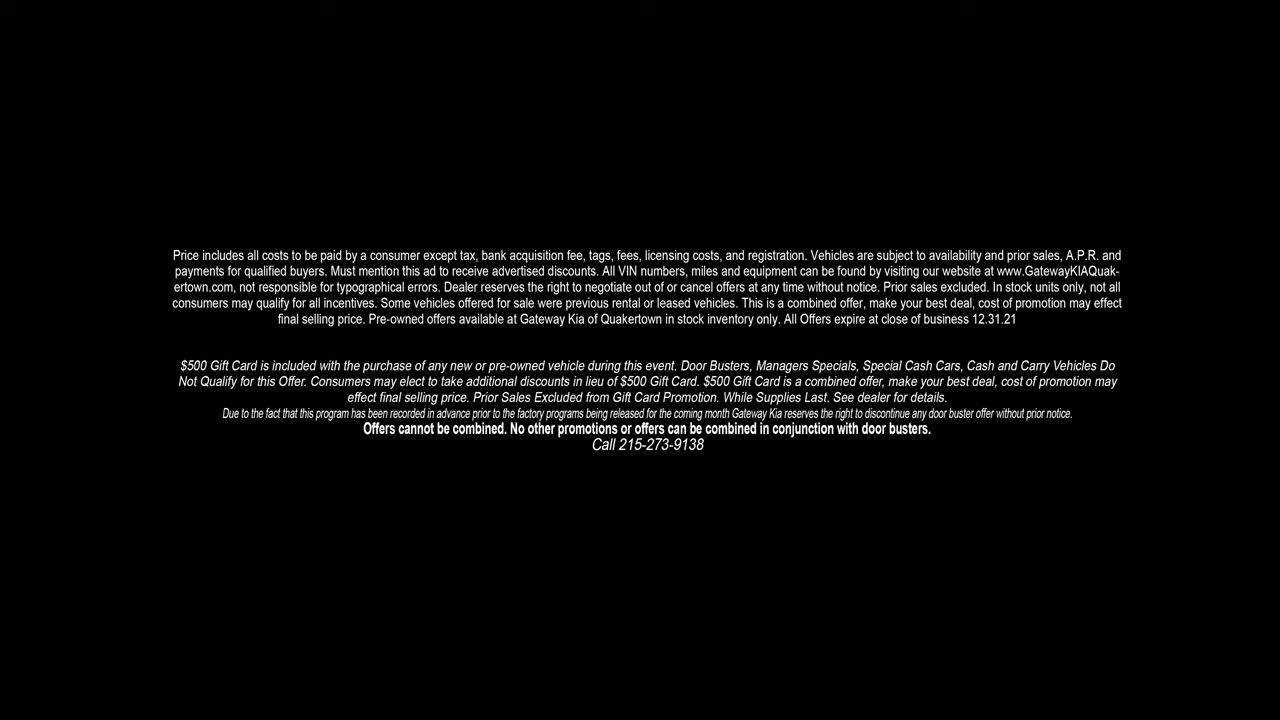 Price includes all costs to be paid by a consumer except tax, bank acquisition fee, tags, fees, licensing costs, and registration. Vehicles are subject to availability and prior sales, A.P.R. and
payments for qualified buyers. Must mention this ad to receive advertised discounts. All VIN numbers, miles and equipment can be found by visiting our website at www.GatewayKIAQuak-
ertown.com, not responsible for typographical errors. Dealer reserves the right to negotiate out of or cancel offers at any time without notice. Prior sales excluded. In stock units only, not all
consumers may qualify for all incentives. Some vehicles offered for sale were previous rental or leased vehicles. This is a combined offer, make your best deal, cost of promotion may effect
final selling price. Pre-owned offers available at Gateway Kia of Quakertown in stock inventory only. All Offers expire at close of business 12.31.21
$500 Gift Card is included with the purchase of any new or pre-owned vehicle during this event. Door Busters, Managers Specials, Special Cash Cars, Cash and Carry Vehicles Do
Not Qualify for this Offer. Consumers may elect to take additional discounts in lieu of $500 Gift Card. $500 Gift Card is a combined offer, make your best deal, cost of promotion may
effect final selling price. Prior Sales Excluded from Gift Card Promotion. While Supplies Last. See dealer for details.
Due to the fact that this program has been recorded in advance prior to the factory programs being released for the coming month Gateway Kia reserves the right to discontinue any door buster offer without prior notice.
Offers cannot be combined. No other promotions or offers can be combined in conjunction with door busters.
Call 215-273-9138